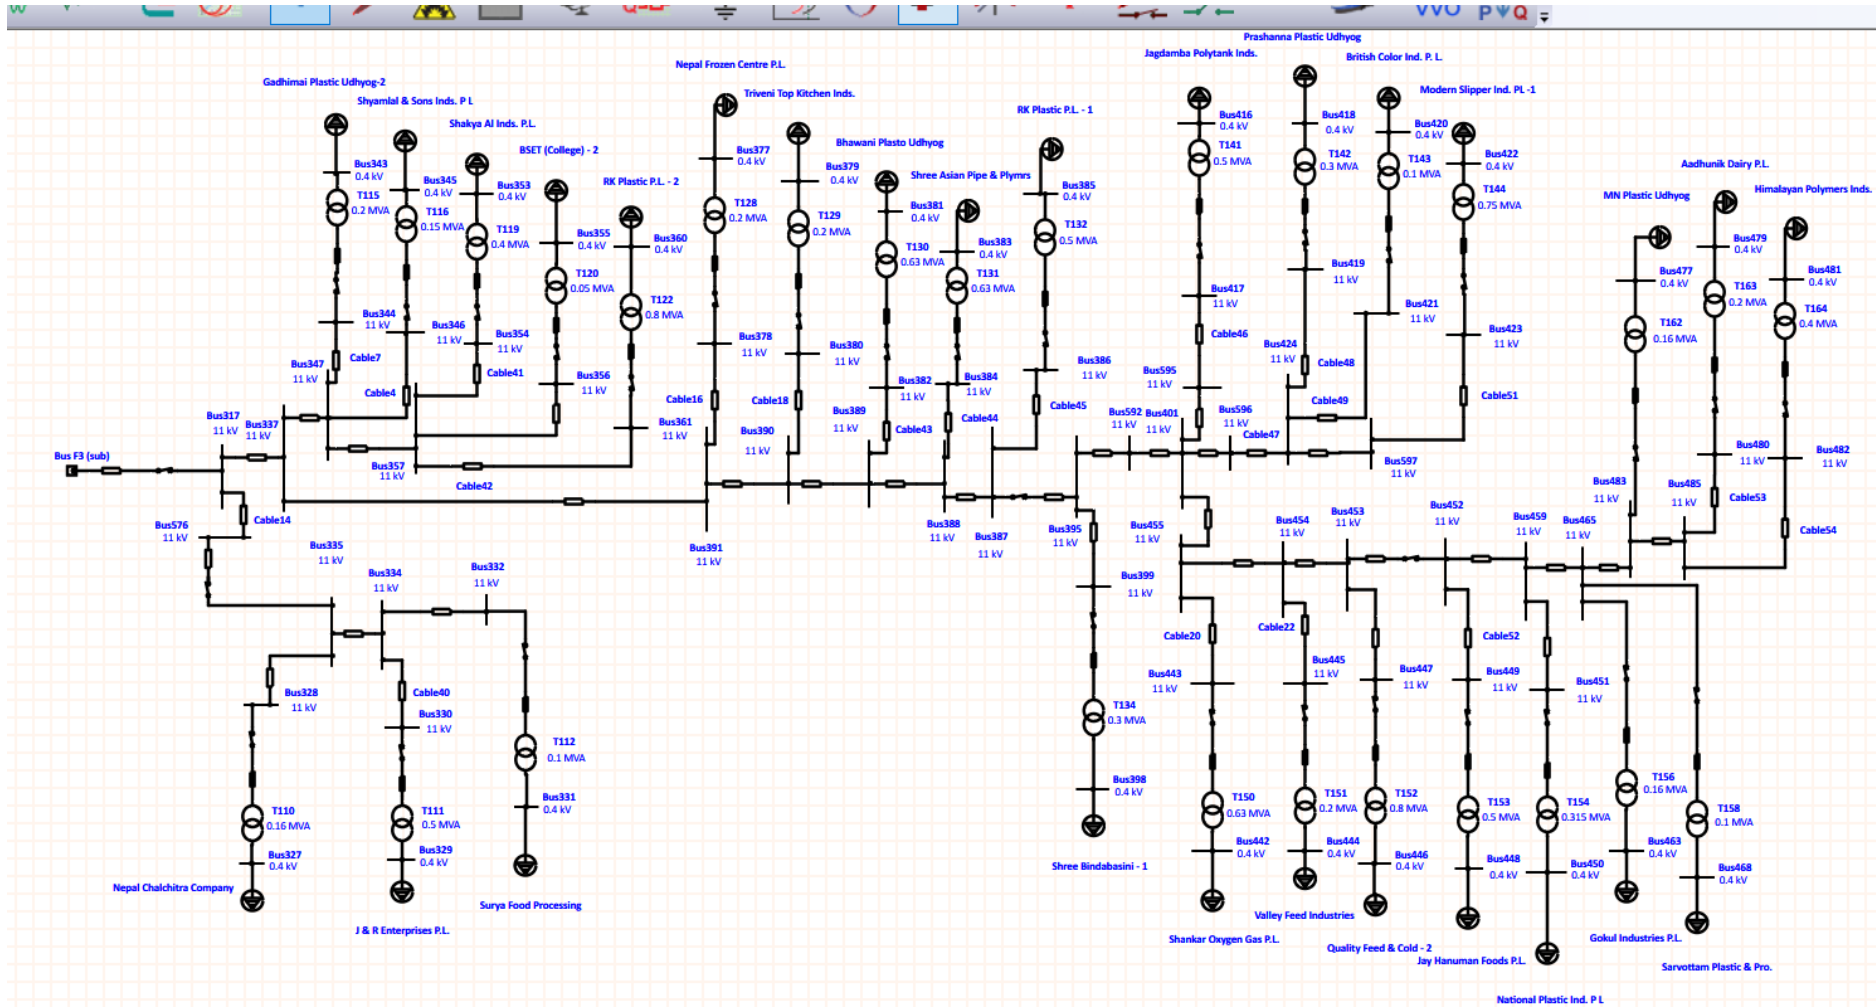 VVO
Prashanna Plastic Udhyog
Jagdamba Polytank Inds.
British Color Ind. P. L.
Nepal Frozen Centre P.L.
Gadhimai Plastic Udhyog-2
Triveni Top Kitchen Inds.
Modern Slipper Ind. PL -1
Shyamlal & Sons Inds. P L
RK Plastic P.L. - 1
Shakya Al Inds. P.L.
Bhawani Plasto Udhyog
BSET (College) - 2
Shree Asian Pipe & Plymrs
Aadhunik Dairy P.L.
RK Plastic P.L. - 2
MN Plastic Udhyog
Himalayan Polymers Inds.
Bus343
0.4 kV
T115
0.2 MVA
Bus344
11 kV
Cable7
Bus345
0.4 kV
T116
0.15 MVA
Bus346
11 kV
Cable4
Bus353
0.4 kV
T119
0.4 MVA
Bus354
11 kV
Cable41
Bus355
0.4 kV
T120
0.05 MVA
Bus356
11 kV
Bus360
0.4 kV
T122
0.8 MVA
Bus361
11 kV
Bus377
0.4 kV
T128
0.2 MVA
Bus378
11 kV
Cable16
Bus379
0.4 kV
T129
0.2 MVA
Bus380
11 kV
Cable18
Bus381
0.4 kV
T130
0.63 MVA
Bus382
11 kV
Cable43
Bus383
0.4 kV
T131
0.63 MVA
Bus384
11 kV
Cable44
Bus385
0.4 kV
T132
0.5 MVA
Bus386
11 kV
Cable45
Bus416
0.4 kV
T141
0.5 MVA
Bus417
11 kV
Cable46
Bus595
11 kV
Bus418
0.4 kV
T142
0.3 MVA
Bus419
11 kV
Cable48
Bus420
0.4 kV
T143
0.1 MVA
Bus421
11 kV
Cable49
Bus422
0.4 kV
T144
0.75 MVA
Bus423
11 kV
Cable51
Bus477
0.4 kV
T162
0.16 MVA
Bus479
0.4 kV
T163
0.2 MVA
Bus480
11 kV
Cable53
Bus481
0.4 kV
T164
0.4 MVA
Bus482
11 kV
Cable54
Bus347
11 kV
Bus317
11 kV
Bus337
11 kV
Bus F3 (sub)
Bus357
11 kV
Cable42
Cable14
Bus576
11 kV
Bus390
11 kV
Bus389
11 kV
Bus391
11 kV
Bus388
11 kV
Bus387
11 kV
Bus395
11 kV
Bus592
11 kV
Bus401
11 kV
Bus596
11 kV
Cable47
Bus424
11 kV
Bus597
11 kV
Bus455
11 kV
Bus454
11 kV
Bus453
11 kV
Bus452
11 kV
Bus459
11 kV
Bus465
11 kV
Bus483
11 kV
Bus485
11 kV
Bus335
11 kV
Bus334
11 kV
Bus332
11 kV
Bus328
11 kV
T110
0.16 MVA
Bus327
0.4 kV
Nepal Chalchitra Company
Cable40
Bus330
11 kV
T111
0.5 MVA
Bus329
0.4 kV
J & R Enterprises P.L.
T112
0.1 MVA
Bus331
0.4 kV
Surya Food Processing
Bus399
11 kV
T134
0.3 MVA
Bus398
0.4 kV
Shree Bindabasini - 1
Cable20
Bus443
11 kV
T150
0.63 MVA
Bus442
0.4 kV
Shankar Oxygen Gas P.L.
Cable22
Bus445
11 kV
T151
0.2 MVA
Bus444
0.4 kV
Valley Feed Industries
Bus447
11 kV
T152
0.8 MVA
Bus446
0.4 kV
Quality Feed & Cold - 2
Cable52
Bus449
11 kV
T153
0.5 MVA
Bus448
0.4 kV
Jay Hanuman Foods P.L.
Bus451
11 kV
T154
0.315 MVA
Bus450
0.4 kV
National Plastic Ind. P L
T156
0.16 MVA
Bus463
0.4 kV
Gokul Industries P.L.
T158
0.1 MVA
Bus468
0.4 kV
Sarvottam Plastic & Pro.